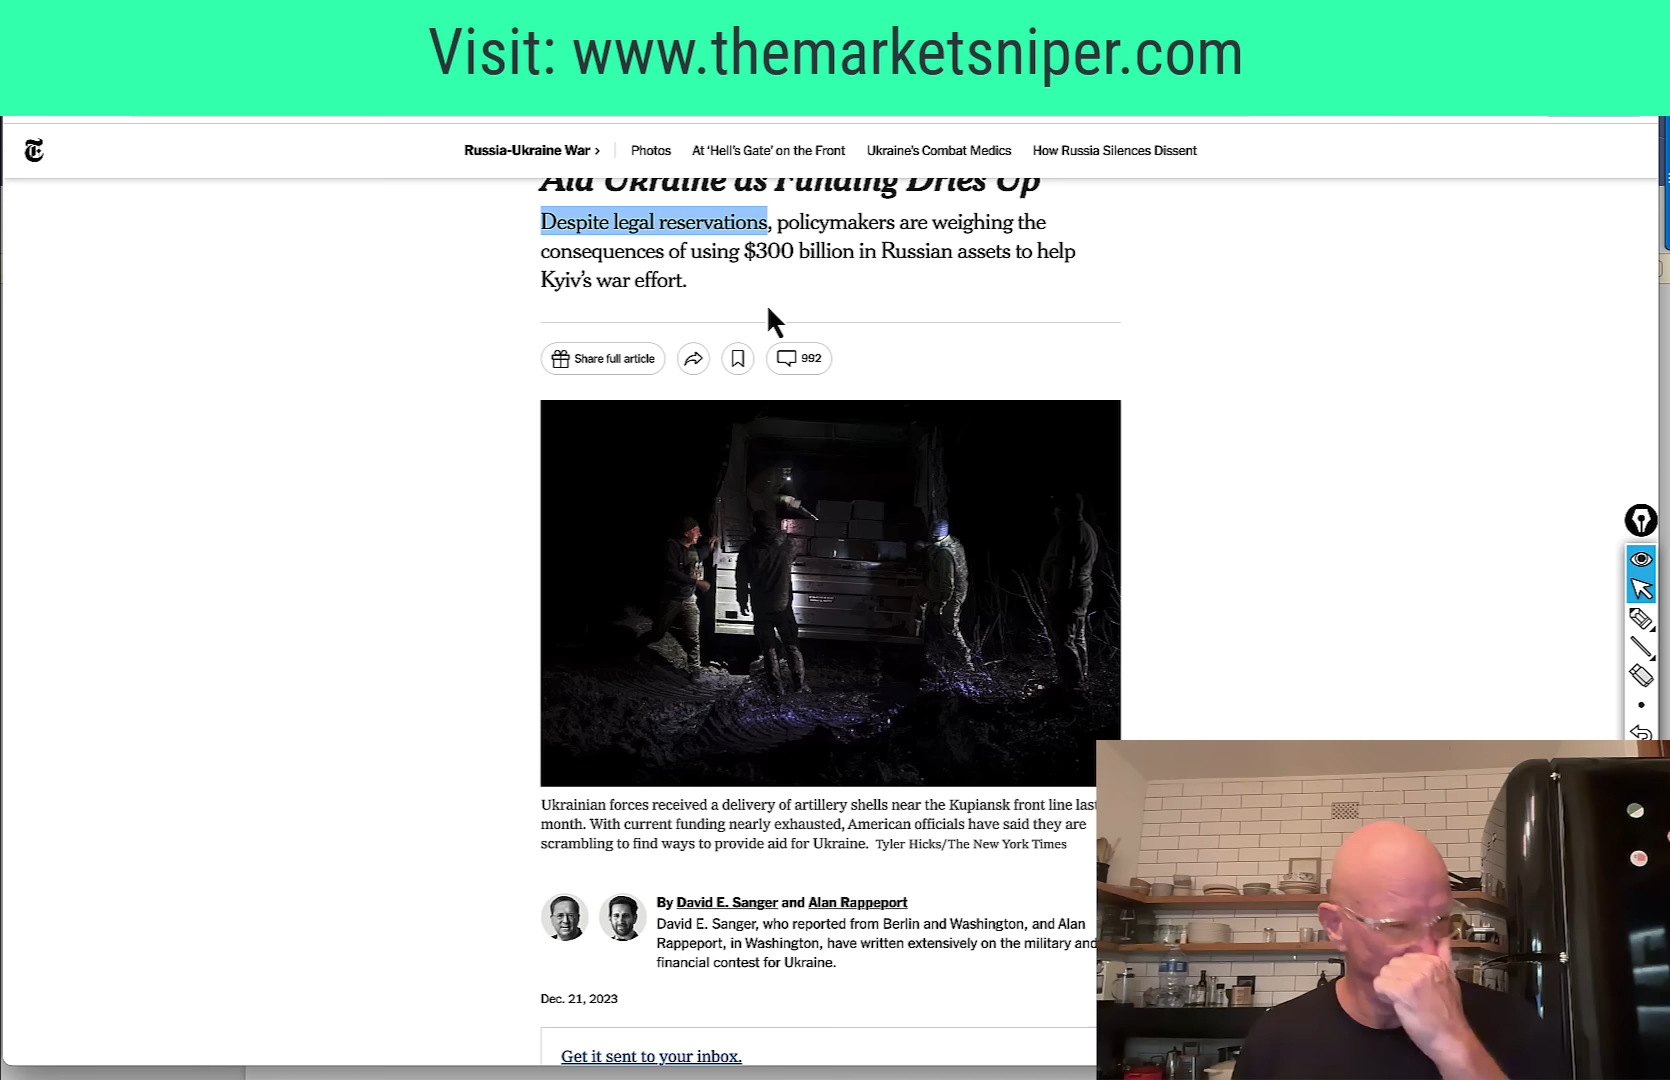 Visit: www.themarketsniper.com
Russia-Ukraine War >
Photos
At ‘Hell’s Gate’ on the Front
Ukraine’s Combat Medics
How Russia Silences Dissent
Aid Ukraine as Funding Dries Up
Despite legal reservations, policymakers are weighing the
consequences of using $300 billion in Russian assets to help
Kyiv’s war effort.
Share full article
992
Ukrainian forces received a delivery of artillery shells near the Kupiansk front line last
month. With current funding nearly exhausted, American officials have said they are
scrambling to find ways to provide aid for Ukraine. Tyler Hicks/The New York Times
By David E. Sanger and Alan Rappeport
David E. Sanger, who reported from Berlin and Washington, and Alan
Rappeport, in Washington, have written extensively on the military and
financial contest for Ukraine.
Dec. 21, 2023
Get it sent to your inbox.